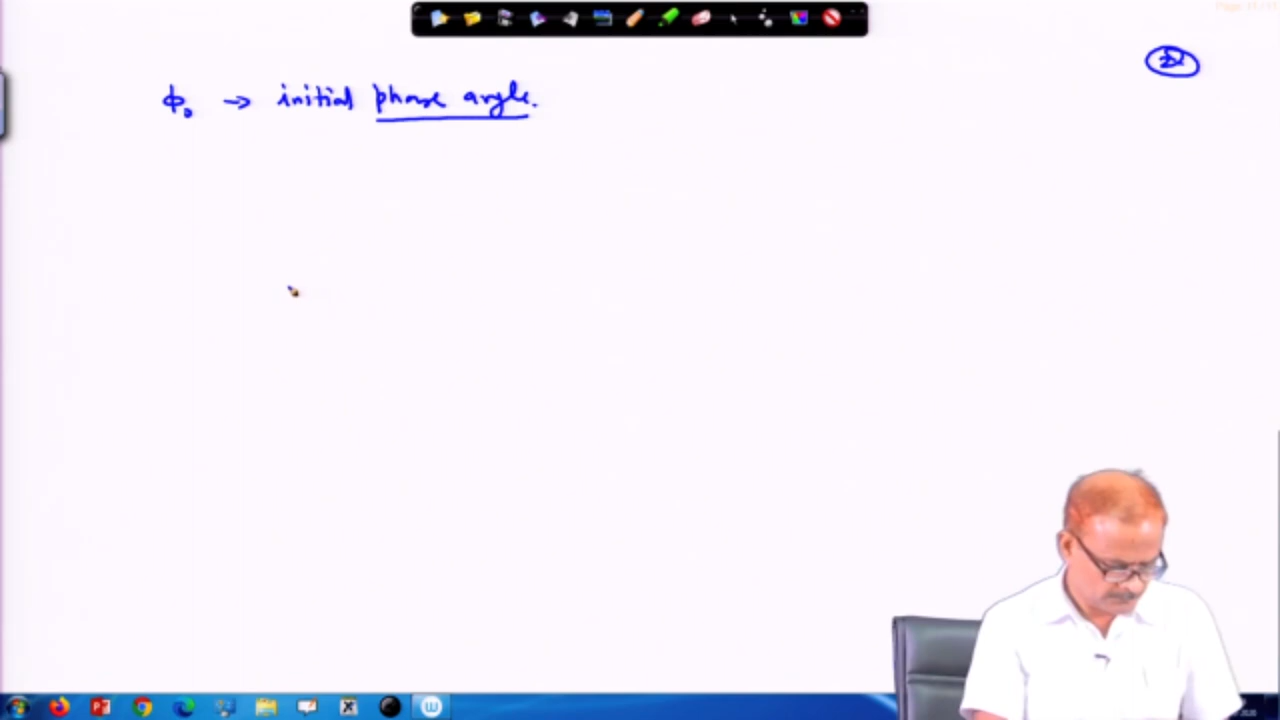 ϕ₀ → initial phase angle.